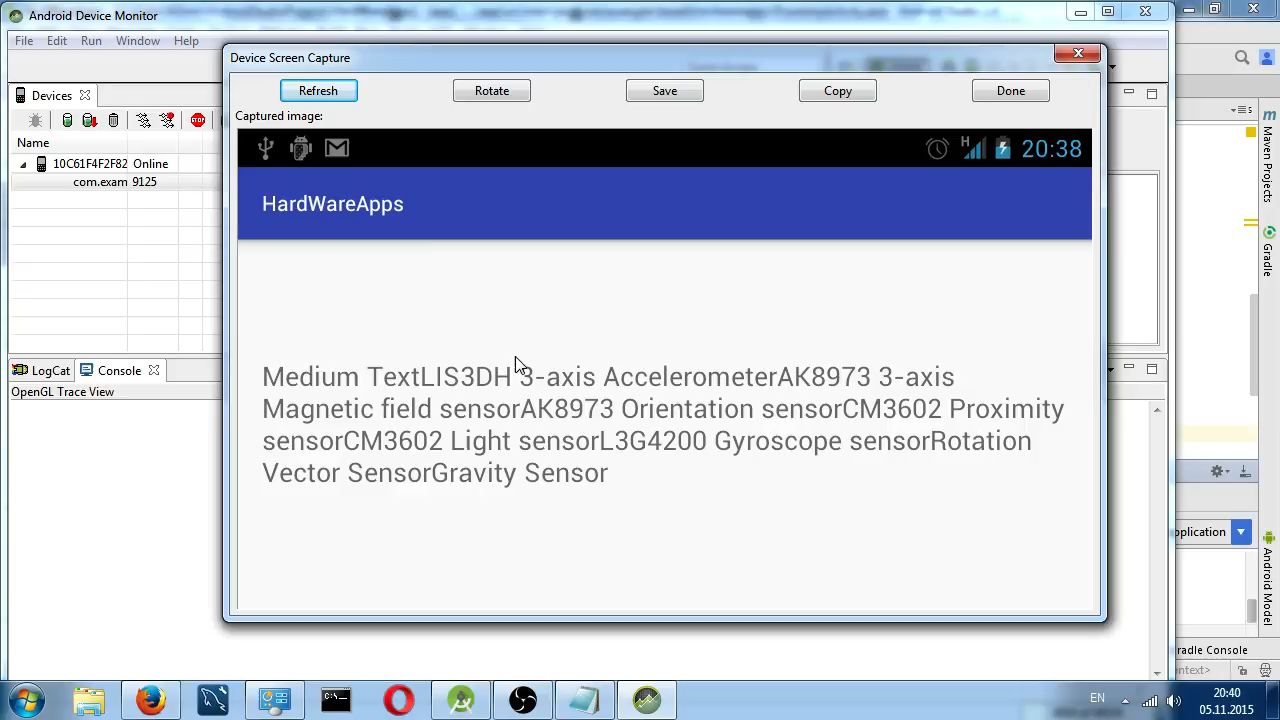 Android Device Monitor
File Edit Run Window Help
Device Screen Capture
Refresh Rotate Save Copy Done
Devices
Captured image:
Name
10C61F4F2F82 Online
com.exam 9125
20:38
HardWareApps
Medium TextLIS3DH 3-axis AccelerometerAK8973 3-axis
Magnetic field sensorAK8973 Orientation sensorCM3602 Proximity
sensorCM3602 Light sensorL3G4200 Gyroscope sensorRotation
Vector SensorGravity Sensor
LogCat Console
OpenGL Trace View
Maven Projects
Gradle
pplication
Android Model
radle Console
ntext>
EN
20:40
05.11.2015